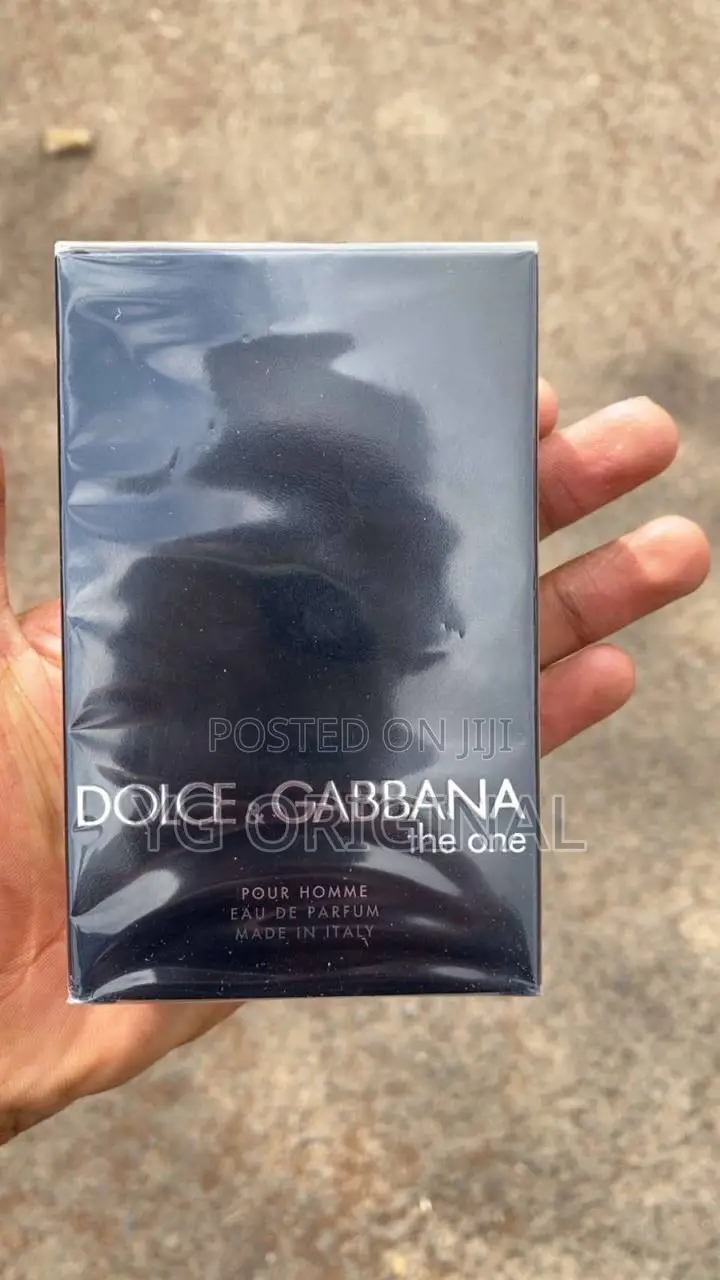 POSTED ON JIJI
DOLCE & GABBANA
YG ORIGINAL
the one
POUR HOMME
EAU DE PARFUM
MADE IN ITALY